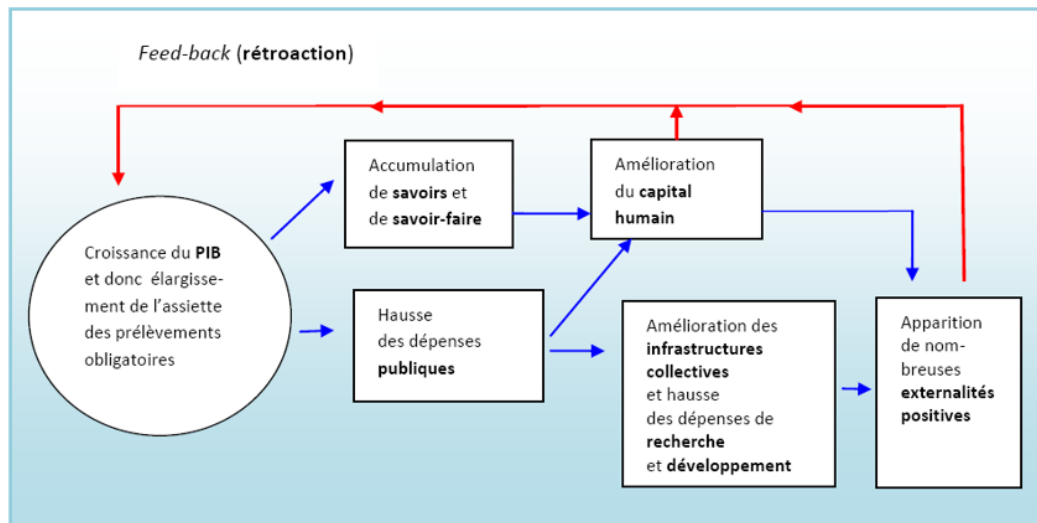 Feed-back (rétroaction)
Accumulation
de savoirs et
de savoir-faire
Amélioration
du capital
humain
Croissance du PIB
et donc élargisse-
ment de l'assiette
des prélèvements
obligatoires
Hausse
des dépenses
publiques
Amélioration des
infrastructures
collectives
et hausse
des dépenses de
recherche
et développement
Apparition
de nom-
breuses
externalités
positives